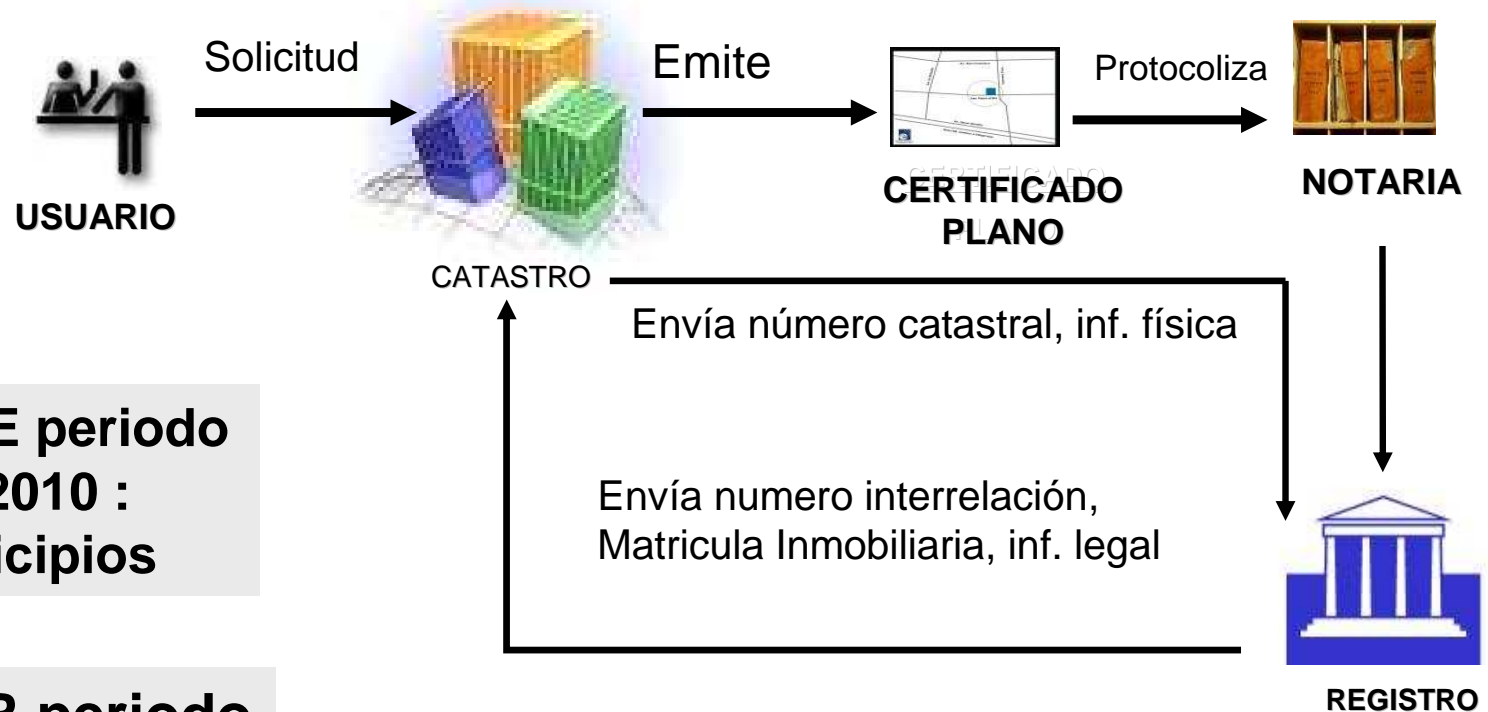 Solicitud
Emite
Protocoliza
USUARIO
CERTIFICADO
PLANO
NOTARIA
CATASTRO
Envía número catastral, inf. física
E periodo
2010 :
icipios
Envía numero interrelación,
Matricula Inmobiliaria, inf. legal
periodo
REGISTRO